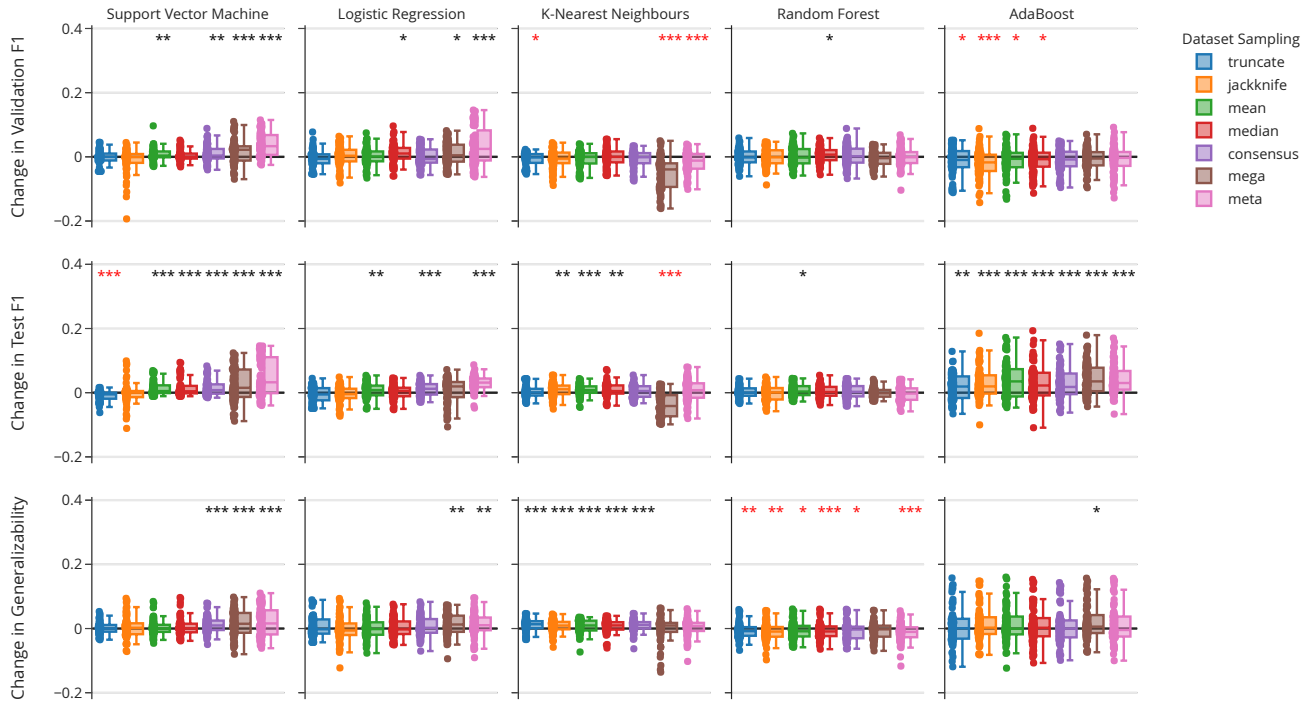 Support Vector Machine Logistic Regression K-Nearest Neighbours Random Forest AdaBoost
Change in Validation F1
0.4
0.2
0
−0.2
** ** *** ***
* * ***
* *** ***
*
* *** * *
Dataset Sampling
truncate
jackknife
mean
median
consensus
mega
meta
Change in Test F1
0.4
0.2
0
−0.2
*** *** *** *** *** ***
** *** ***
** *** ** ***
*
** *** *** *** *** *** ***
Change in Generalizability
0.4
0.2
0
−0.2
*** *** ***
** **
*** *** *** *** ***
** ** * *** * ***
*